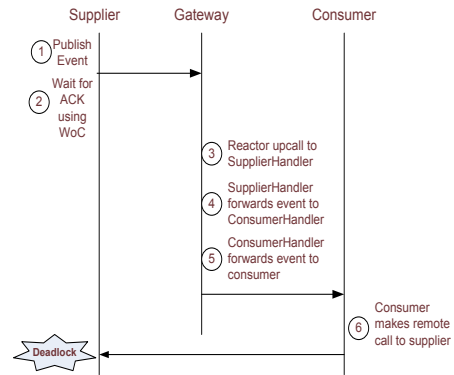 Supplier
Gateway
Consumer
1
Publish
Event
2
Wait for
ACK
using
WoC
3
Reactor upcall to
SupplierHandler
4
SupplierHandler
forwards event to
ConsumerHandler
5
ConsumerHandler
forwards event to
consumer
6
Consumer
makes remote
call to supplier
Deadlock